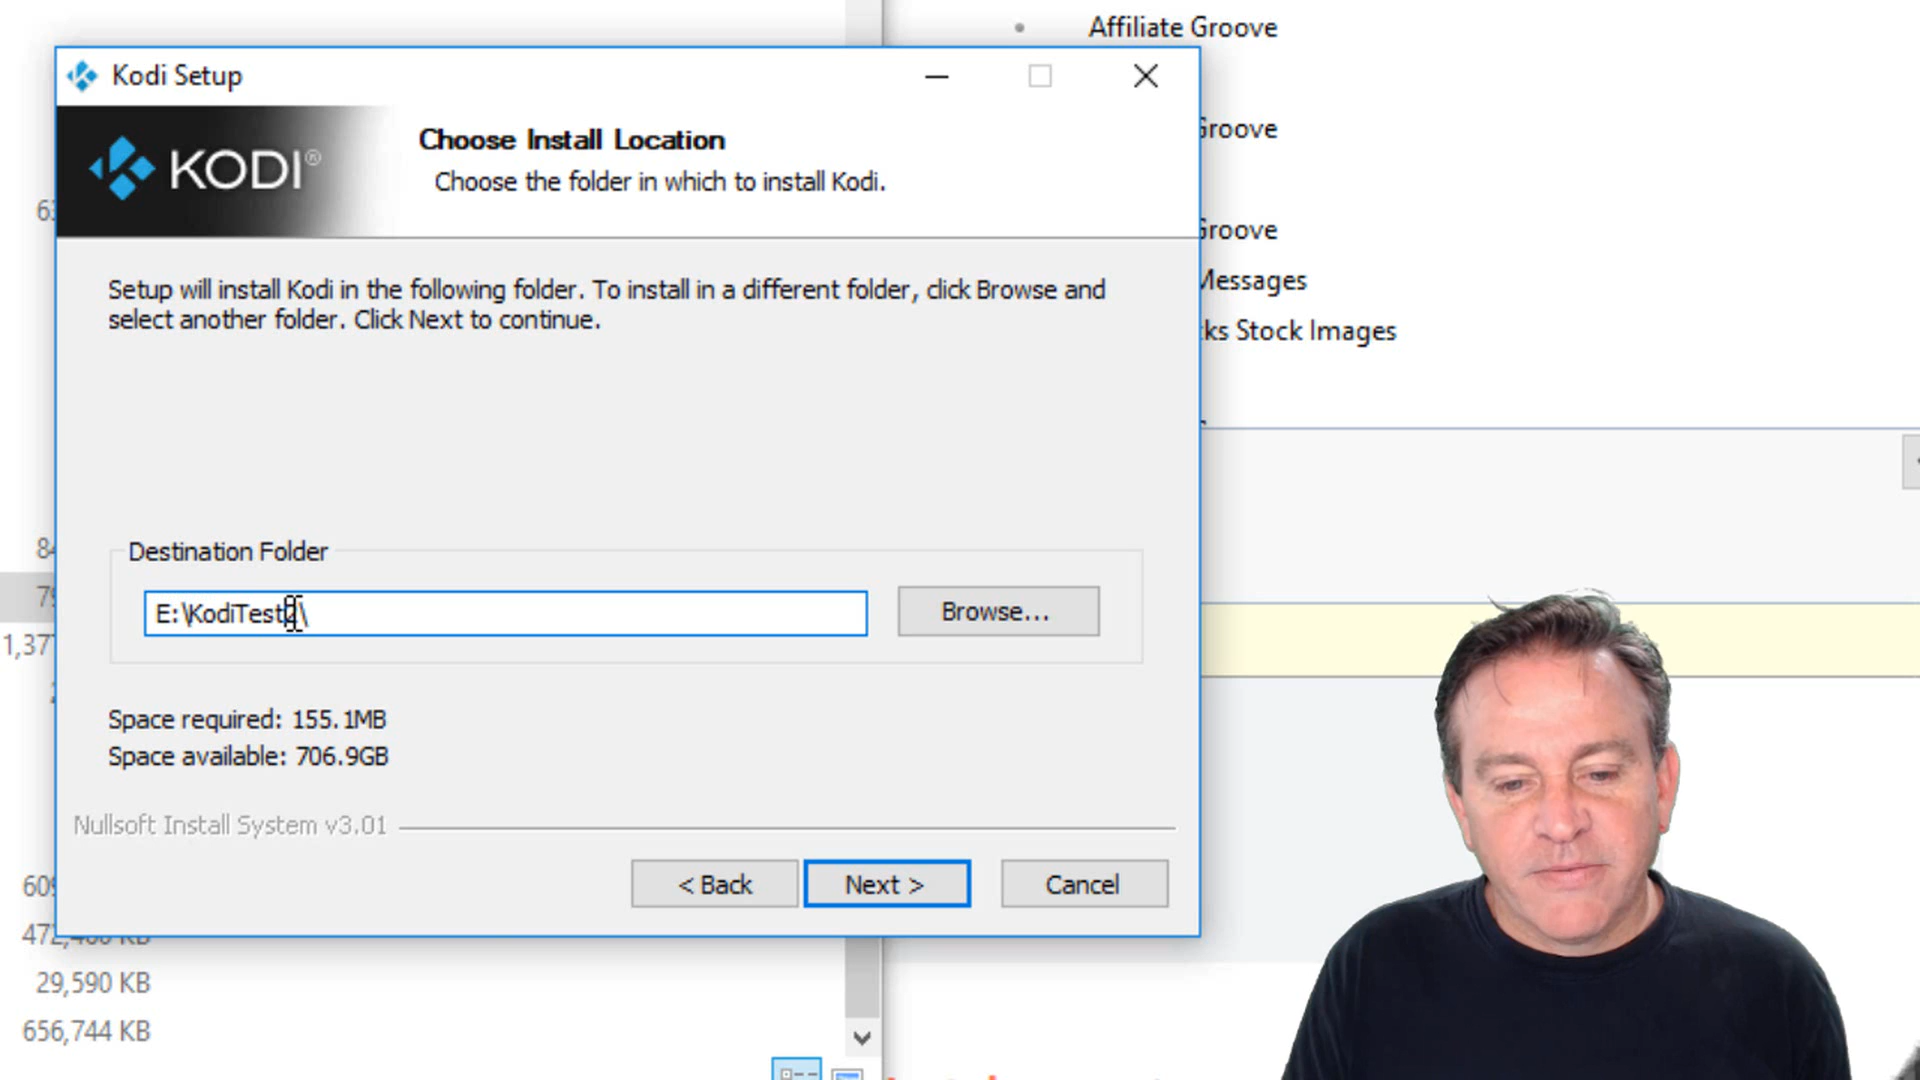 Affiliate Groove
Kodi Setup
KODI®
Choose Install Location
Choose the folder in which to install Kodi.
Groove
Groove
Messages
ks Stock Images
Setup will install Kodi in the following folder. To install in a different folder, click Browse and
select another folder. Click Next to continue.
Destination Folder
E:\KodiTest2\
Browse...
Space required: 155.1MB
Space available: 706.9GB
Nullsoft Install System v3.01
< Back
Next >
Cancel
29,590 KB
656,744 KB